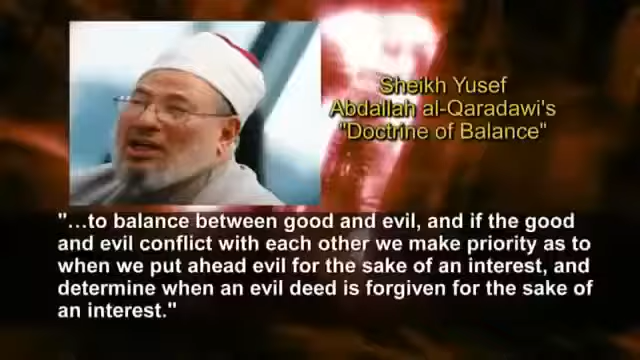 Sheikh Yusef
Abdallah al-Qaradawi's
"Doctrine of Balance"
"...to balance between good and evil, and if the good
and evil conflict with each other we make priority as to
when we put ahead evil for the sake of an interest, and
determine when an evil deed is forgiven for the sake of
an interest."